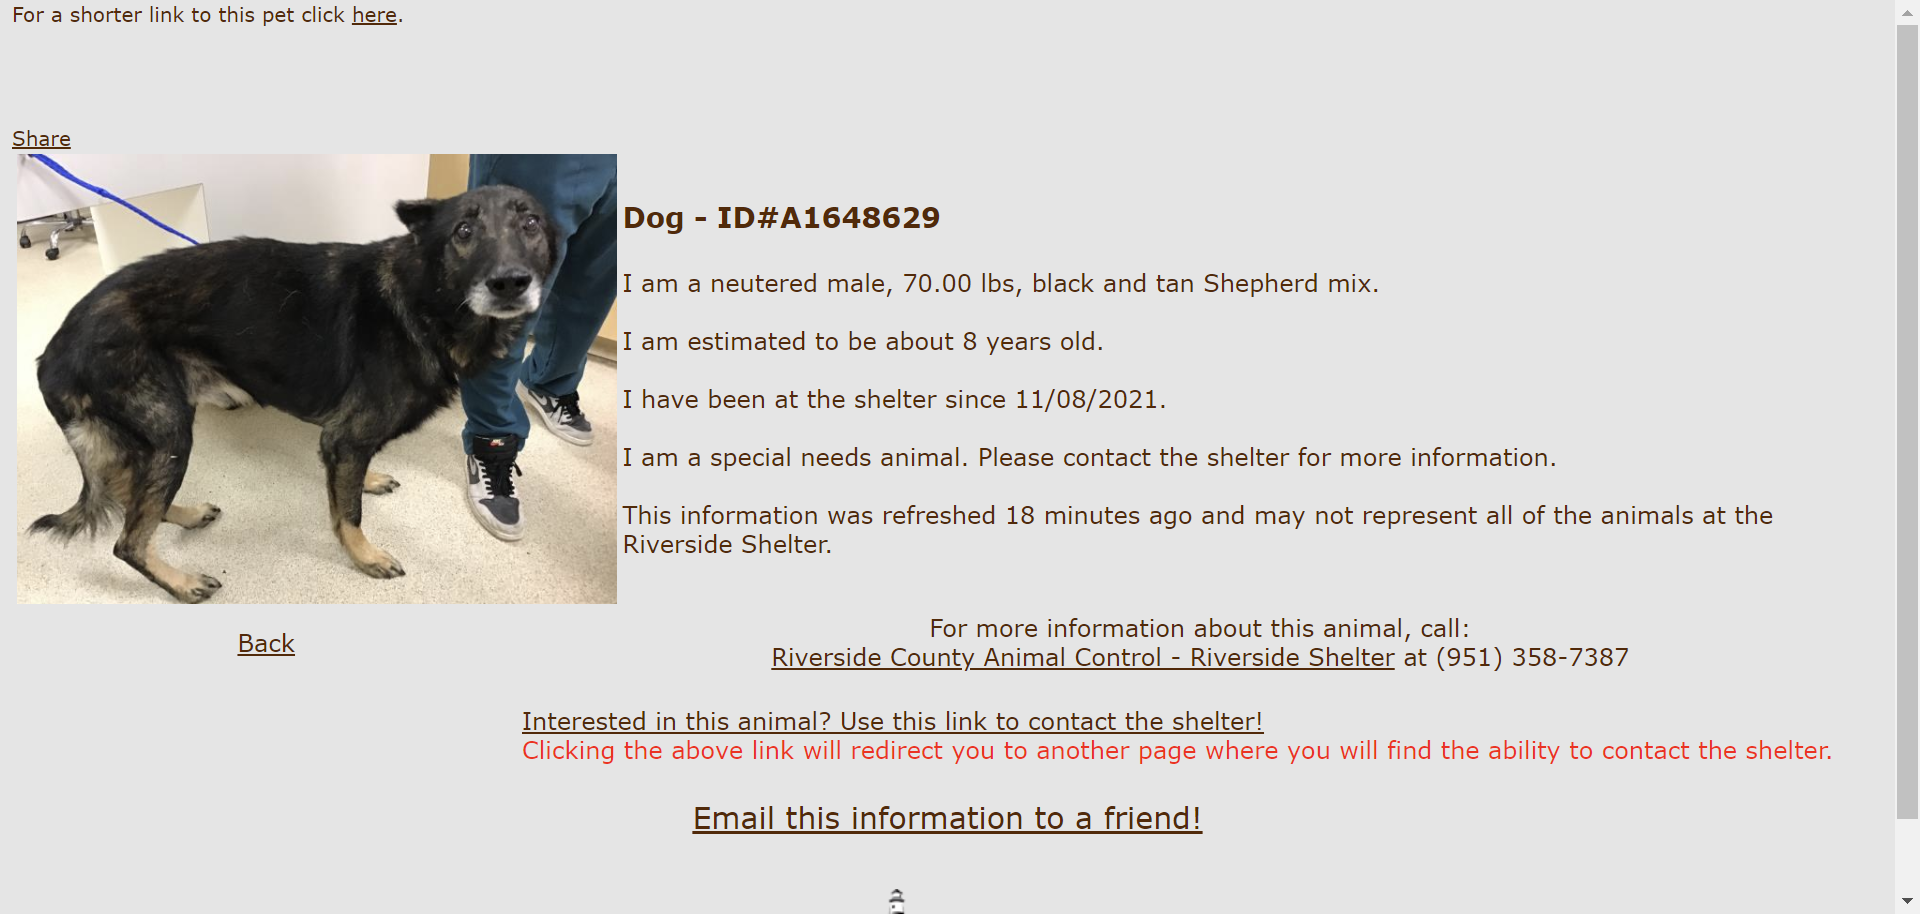 For a shorter link to this pet click here.
Share
Dog - ID#A1648629
I am a neutered male, 70.00 lbs, black and tan Shepherd mix.
I am estimated to be about 8 years old.
I have been at the shelter since 11/08/2021.
I am a special needs animal. Please contact the shelter for more information.
This information was refreshed 18 minutes ago and may not represent all of the animals at the
Riverside Shelter.
Back
For more information about this animal, call:
Riverside County Animal Control - Riverside Shelter at (951) 358-7387
Interested in this animal? Use this link to contact the shelter!
Clicking the above link will redirect you to another page where you will find the ability to contact the shelter.
Email this information to a friend!